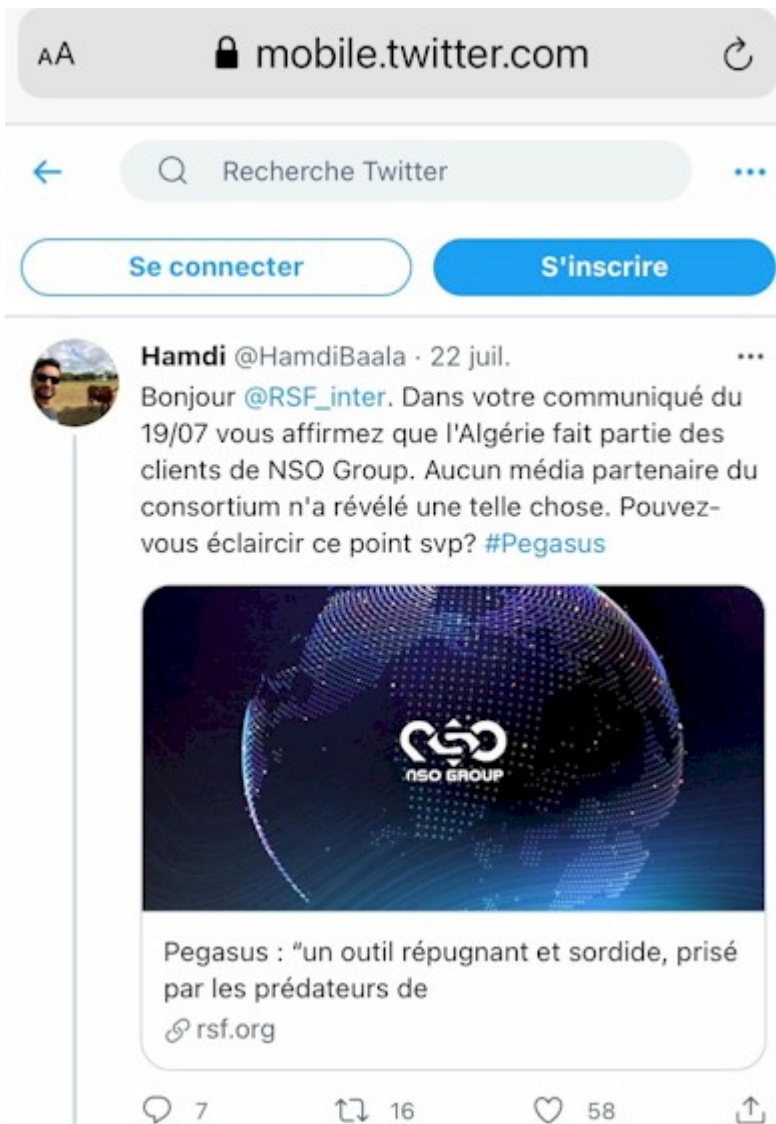 AA mobile.twitter.com
Recherche Twitter
Se connecter S'inscrire
Hamdi @HamdiBaala · 22 juil.
Bonjour @RSF_inter. Dans votre communiqué du
19/07 vous affirmez que l'Algérie fait partie des
clients de NSO Group. Aucun média partenaire du
consortium n'a révélé une telle chose. Pouvez-
vous éclaircir ce point svp? #Pegasus
NSO GROUP
Pegasus : “un outil répugnant et sordide, prisé
par les prédateurs de
rsf.org
7 16 58